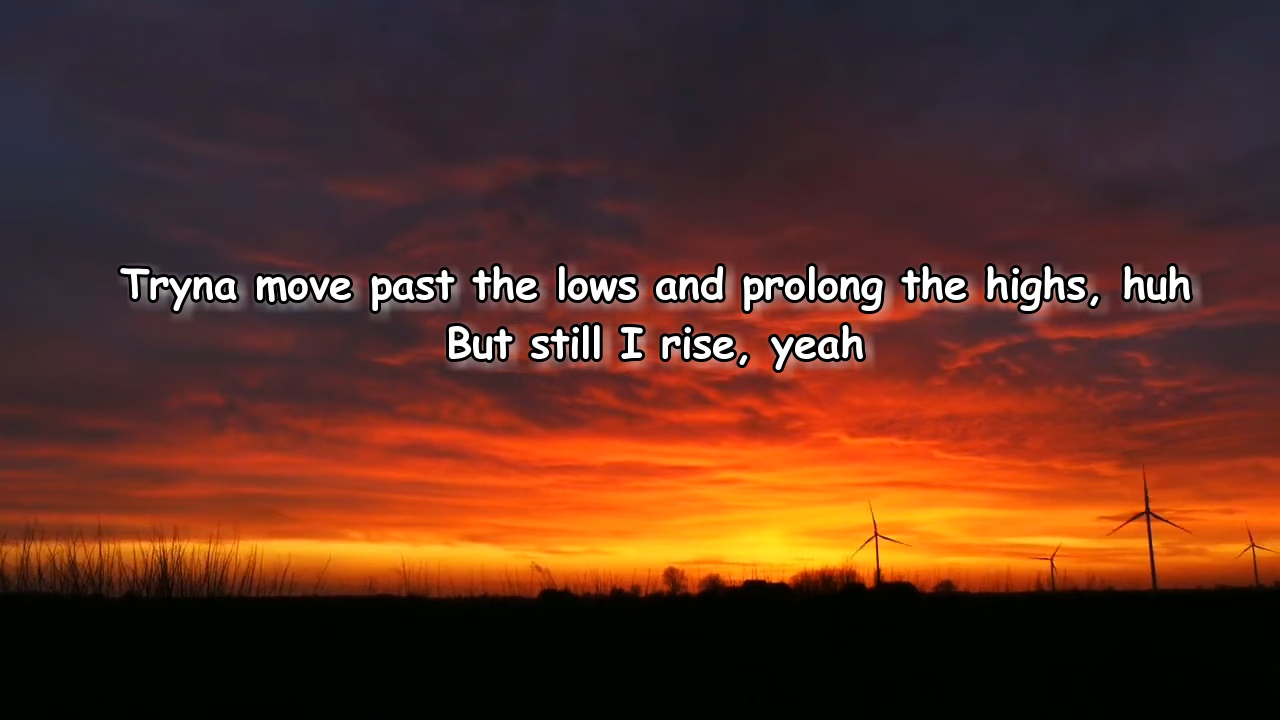 Tryna move past the lows and prolong the highs, huh
But still I rise, yeah